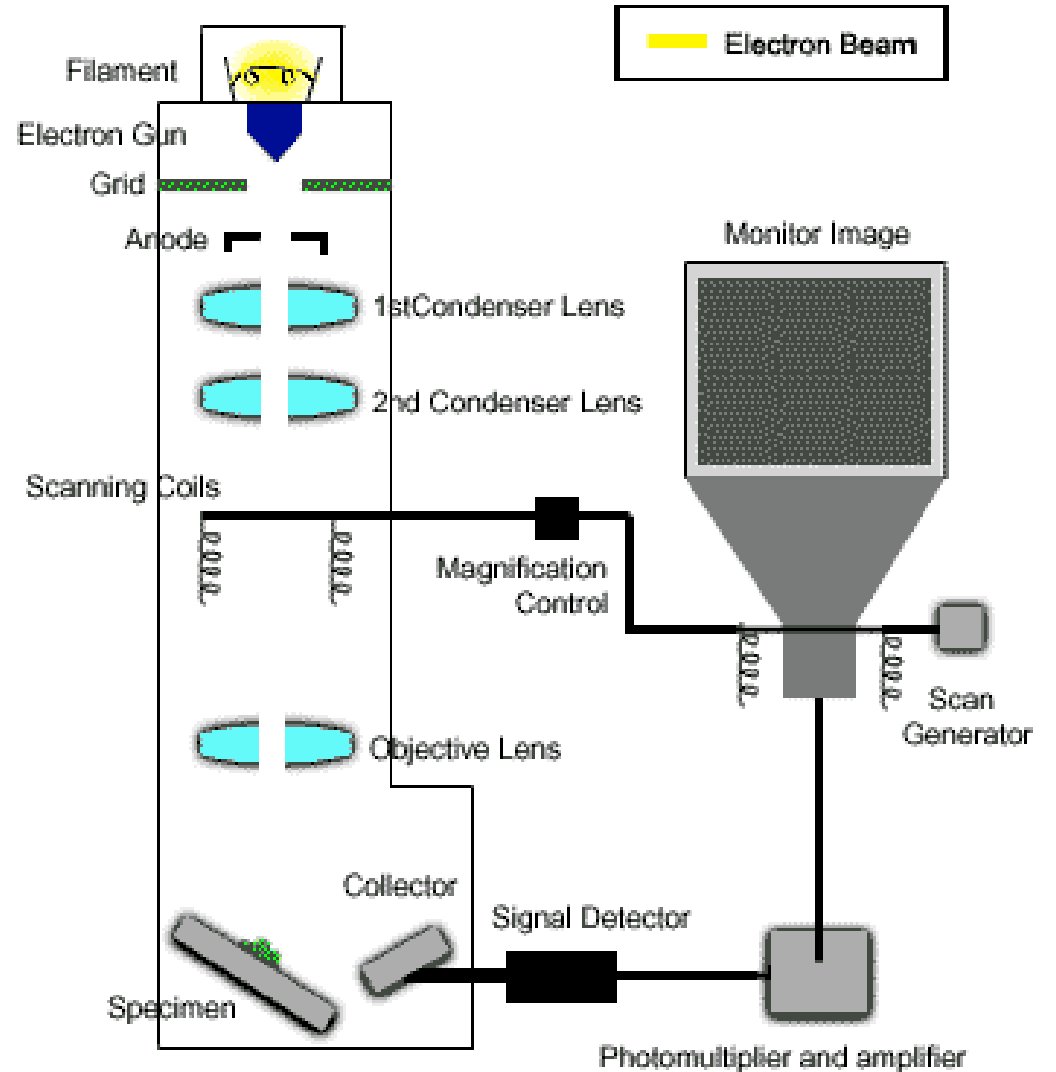 Electron Beam
Filament
Electron Gun
Grid
Anode
Monitor Image
1stCondenser Lens
2nd Condenser Lens
Scanning Coils
Magnification
Control
Scan
Generator
Objective Lens
Collector
Signal Detector
Specimen
Photomultiplier and amplifier